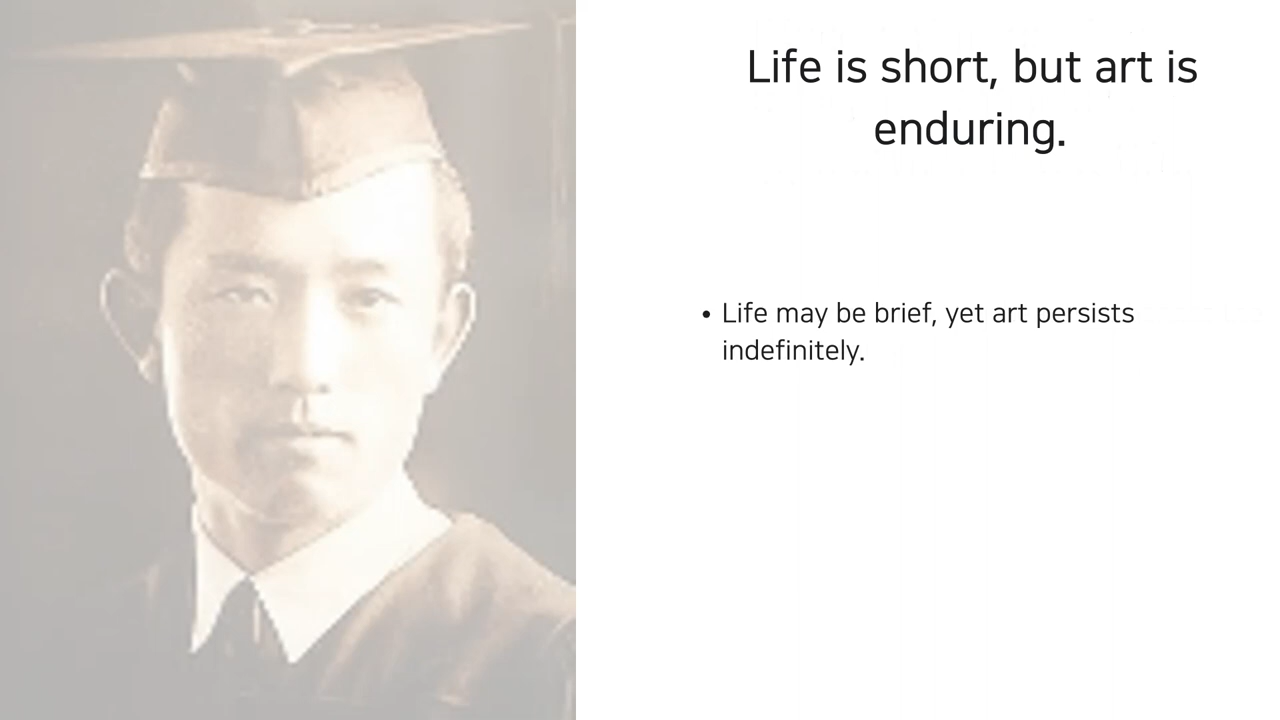 Life is short, but art is
enduring.
• Life may be brief, yet art persists
indefinitely.